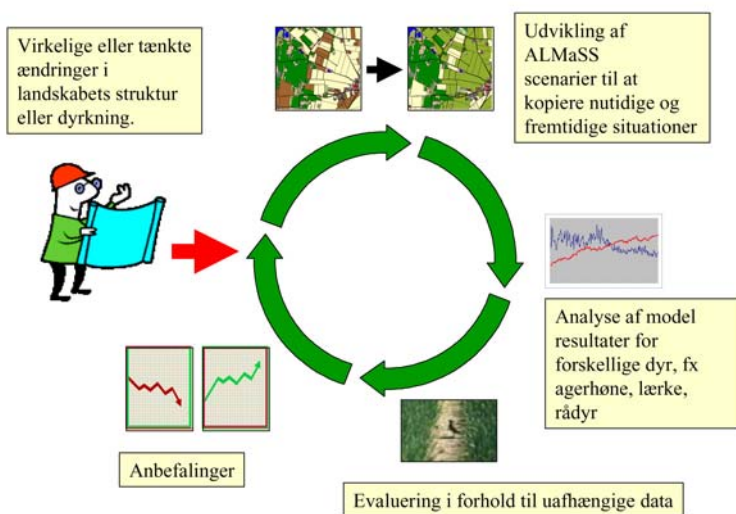 Virkelige eller tænkte
ændringer i
landskabets struktur
eller dyrkning.
Udvikling af
ALMaSS
scenarier til at
kopiere nutidige og
fremtidige situationer
Analyse af model
resultater for
forskellige dyr, fx
agerhøne, lærke,
rådyr
Evaluering i forhold til uafhængige data
Anbefalinger